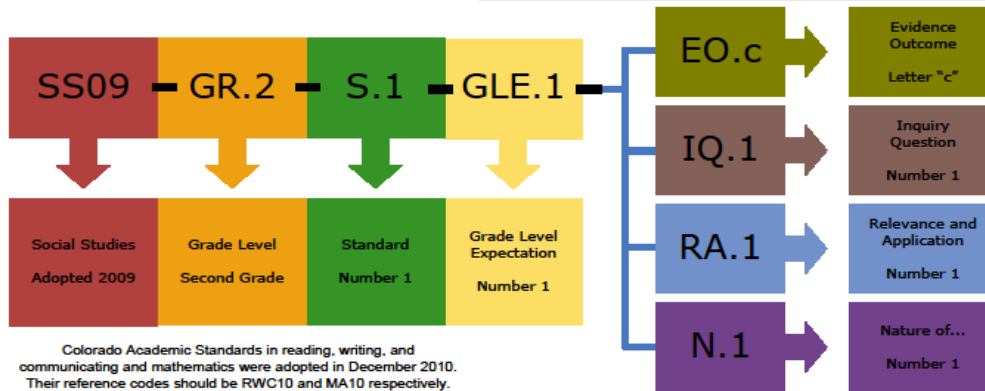 SS09 - GR.2 - S.1 - GLE.1 -
Social Studies
Adopted 2009
Grade Level
Second Grade
Standard
Number 1
Grade Level
Expectation
Number 1
EO.c
Evidence
Outcome
Letter "c"
IQ.1
Inquiry
Question
Number 1
RA.1
Relevance and
Application
Number 1
N.1
Nature of...
Number 1
Colorado Academic Standards in reading, writing, and
communicating and mathematics were adopted in December 2010.
Their reference codes should be RWC10 and MA10 respectively.